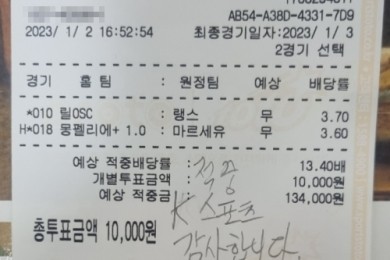 AB54-A38D-4331-7D9
2023/ 1/ 2 16:52:54 최종경기일자:2023/ 1/ 3
2경기 선택
경기 홈 팀 : 원정팀 예상 배당률
*010 릴OSC : 랭스 무 3.70
H*018 몽펠리에+ 1.0 : 마르세유 무 3.60
예상 적중배당률 : 13.40배
개별투표금액 : 10,000원
예상 적중금 : 134,000원
총투표금액 10,000원
적중
K 스포츠
감사합니다.